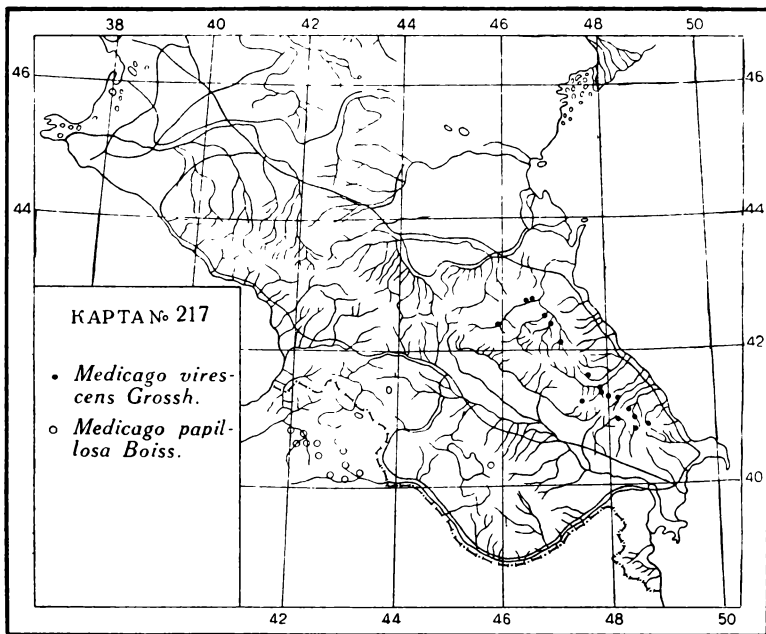 38 40 42 44 46 48
46 46
44 44
КАРТА № 217
• Medicago vires-
cens Grossh.
○ Medicago papil-
losa Boiss.
42 42
40 40
42 44 46 48 50